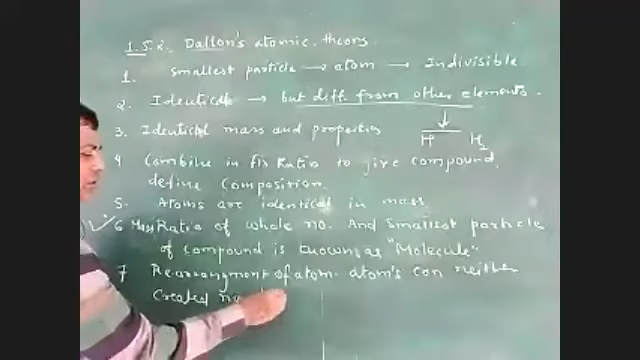 1.5.2. Dalton's atomic theory.
1. Smallest particle → atom → Indivisible
2. Identical → but diff. from other elements.
3. Identical mass and properties H H2
4 Combine in fix Ratio to give compound.
define Composition.
5. Atoms are identical in mass.
6 Mass Ratio of whole no. And Smallest particle
of compound is known as "Molecule"
7 Rearrangment of atom. atom's can neither
Created no